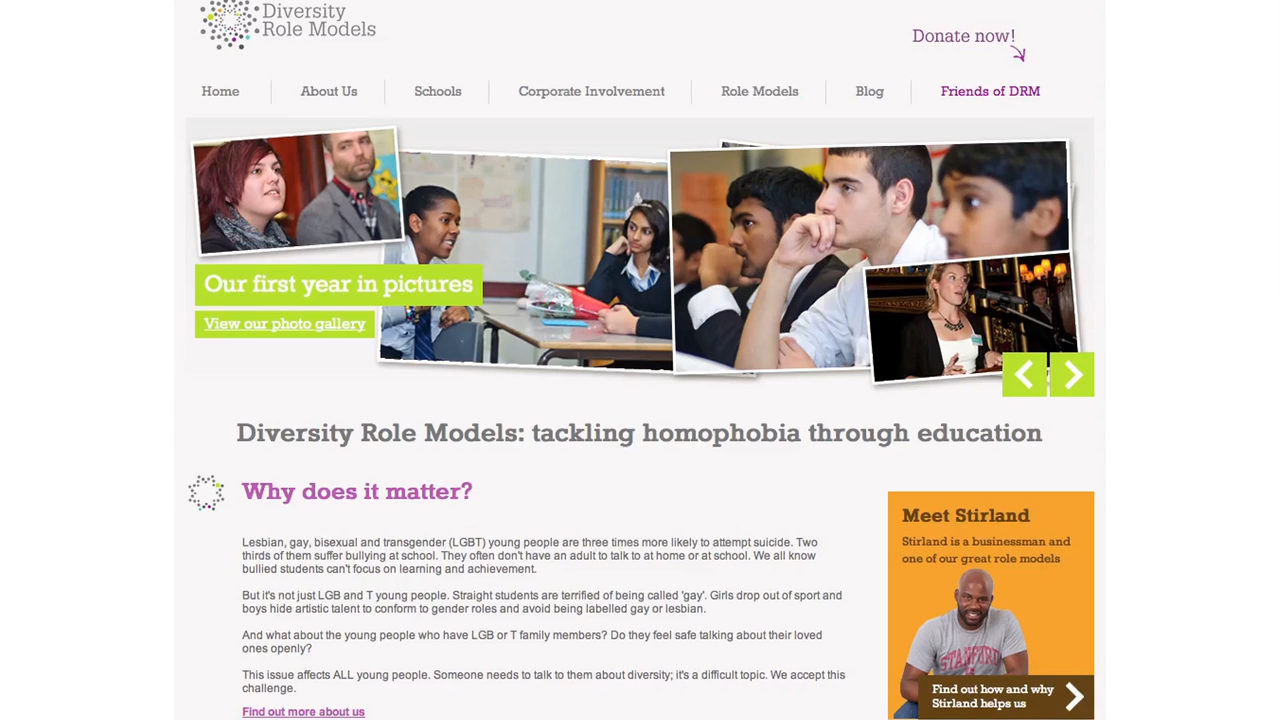 Diversity
Role Models
Donate now!
Home
About Us
Schools
Corporate Involvement
Role Models
Blog
Friends of DRM
Our first year in pictures
View our photo gallery
Diversity Role Models: tackling homophobia through education
Why does it matter?
Lesbian, gay, bisexual and transgender (LGBT) young people are three times more likely to attempt suicide. Two
thirds of them suffer bullying at school. They often don't have an adult to talk to at home or at school. We all know
bullied students can't focus on learning and achievement.
But it's not just LGB and T young people. Straight students are terrified of being called 'gay'. Girls drop out of sport and
boys hide artistic talent to conform to gender roles and avoid being labelled gay or lesbian.
And what about the young people who have LGB or T family members? Do they feel safe talking about their loved
ones openly?
This issue affects ALL young people. Someone needs to talk to them about diversity; it's a difficult topic. We accept this
challenge.
Find out more about us
Meet Stirland
Stirland is a businessman and
one of our great role models
STANFORD
Find out how and why
Stirland helps us